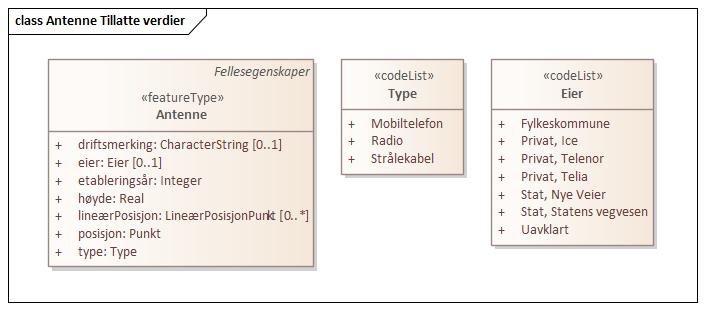 class Antenne Tillatte verdier
Fellesegenskaper
«featureType»
Antenne
+ driftsmerking: CharacterString [0..1]
+ eier: Eier [0..1]
+ etableringsår: Integer
+ høyde: Real
+ lineærPosisjon: LineærPosisjonPunkt [0..*]
+ posisjon: Punkt
+ type: Type
«codeList»
Type
+ Mobiltelefon
+ Radio
+ Strålekabel
«codeList»
Eier
+ Fylkeskommune
+ Privat, Ice
+ Privat, Telenor
+ Privat, Telia
+ Stat, Nye Veier
+ Stat, Statens vegvesen
+ Uavklart